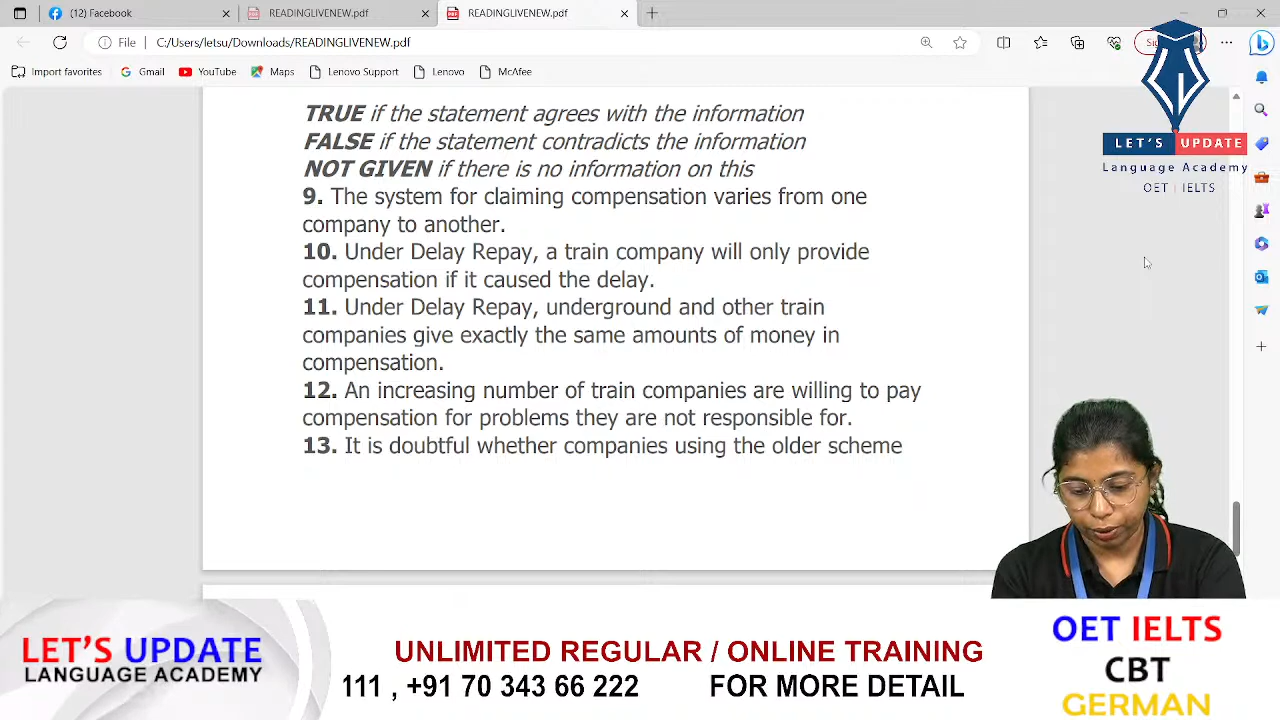 (12) Facebook
READINGLIVENEW.pdf
READINGLIVENEW.pdf
File
C:/Users/letsu/Downloads/READINGLIVENEW.pdf
Import favorites
Gmail
YouTube
Maps
Lenovo Support
Lenovo
McAfee
LET'S UPDATE
Language Academy
OET | IELTS
TRUE if the statement agrees with the information
FALSE if the statement contradicts the information
NOT GIVEN if there is no information on this
9. The system for claiming compensation varies from one
company to another.
10. Under Delay Repay, a train company will only provide
compensation if it caused the delay.
11. Under Delay Repay, underground and other train
companies give exactly the same amounts of money in
compensation.
12. An increasing number of train companies are willing to pay
compensation for problems they are not responsible for.
13. It is doubtful whether companies using the older scheme
LET'S UPDATE
LANGUAGE ACADEMY
UNLIMITED REGULAR / ONLINE TRAINING
111 , +91 70 343 66 222 FOR MORE DETAIL
OET IELTS
CBT
GERMAN